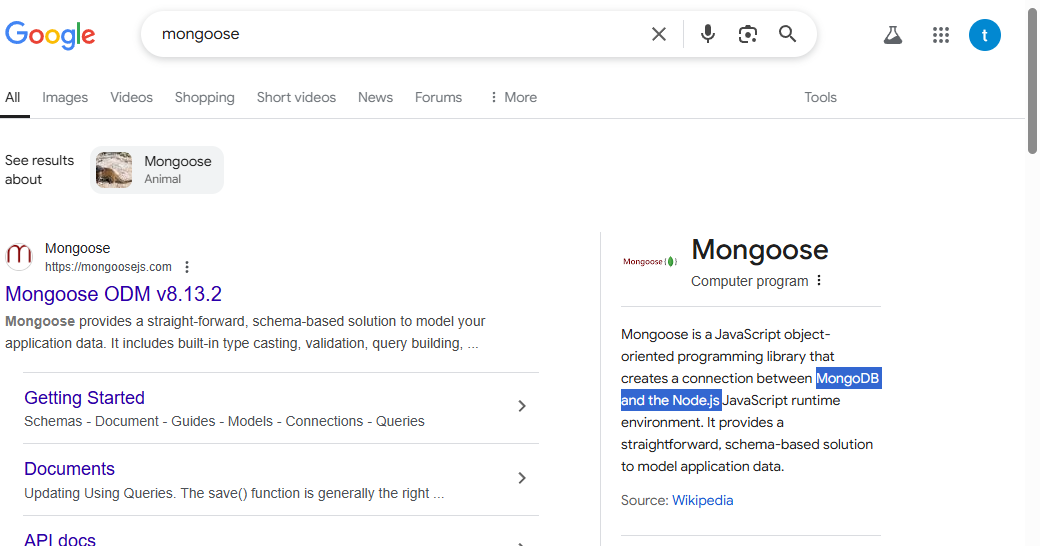 Google
mongoose
t
All
Images
Videos
Shopping
Short videos
News
Forums
More
Tools
See results
about
Mongoose
Animal
m
Mongoose
https://mongoosejs.com
Mongoose ODM v8.13.2
Mongoose provides a straight-forward, schema-based solution to model your
application data. It includes built-in type casting, validation, query building, ...
Getting Started
Schemas - Document - Guides - Models - Connections - Queries
Documents
Updating Using Queries. The save() function is generally the right ...
API docs
Mongoose{}
Mongoose
Computer program
Mongoose is a JavaScript object-
oriented programming library that
creates a connection between MongoDB
and the Node.js JavaScript runtime
environment. It provides a
straightforward, schema-based solution
to model application data.
Source: Wikipedia